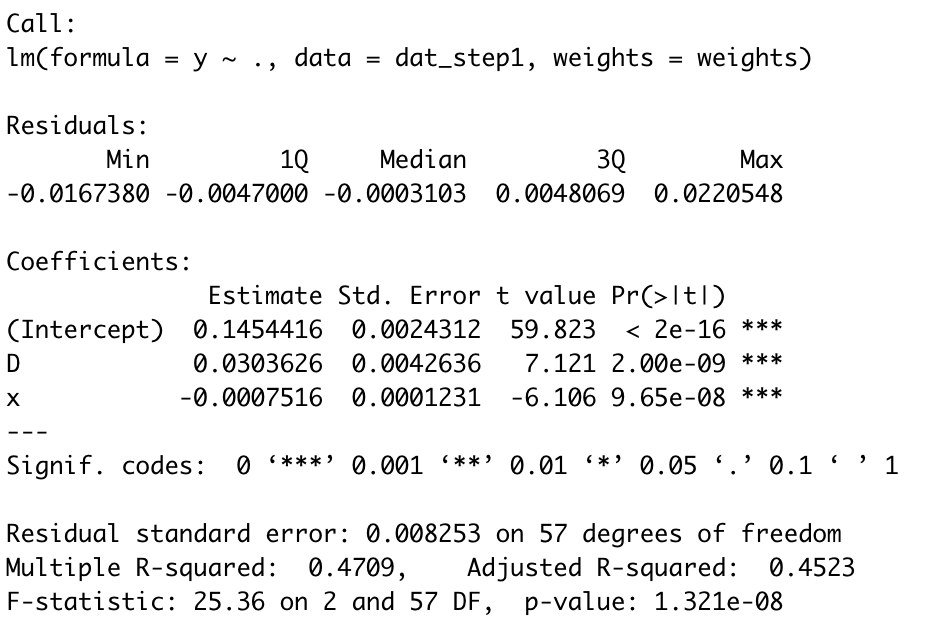 Call:
lm(formula = y ~ ., data = dat_step1, weights = weights)
Residuals:
Min 1Q Median 3Q Max
-0.0167380 -0.0047000 -0.0003103 0.0048069 0.0220548
Coefficients:
Estimate Std. Error t value Pr(>|t|)
(Intercept) 0.1454416 0.0024312 59.823 < 2e-16 ***
D 0.0303626 0.0042636 7.121 2.00e-09 ***
x -0.0007516 0.0001231 -6.106 9.65e-08 ***
---
Signif. codes: 0 ‘***’ 0.001 ‘**’ 0.01 ‘*’ 0.05 ‘.’ 0.1 ‘ ’ 1
Residual standard error: 0.008253 on 57 degrees of freedom
Multiple R-squared: 0.4709, Adjusted R-squared: 0.4523
F-statistic: 25.36 on 2 and 57 DF, p-value: 1.321e-08